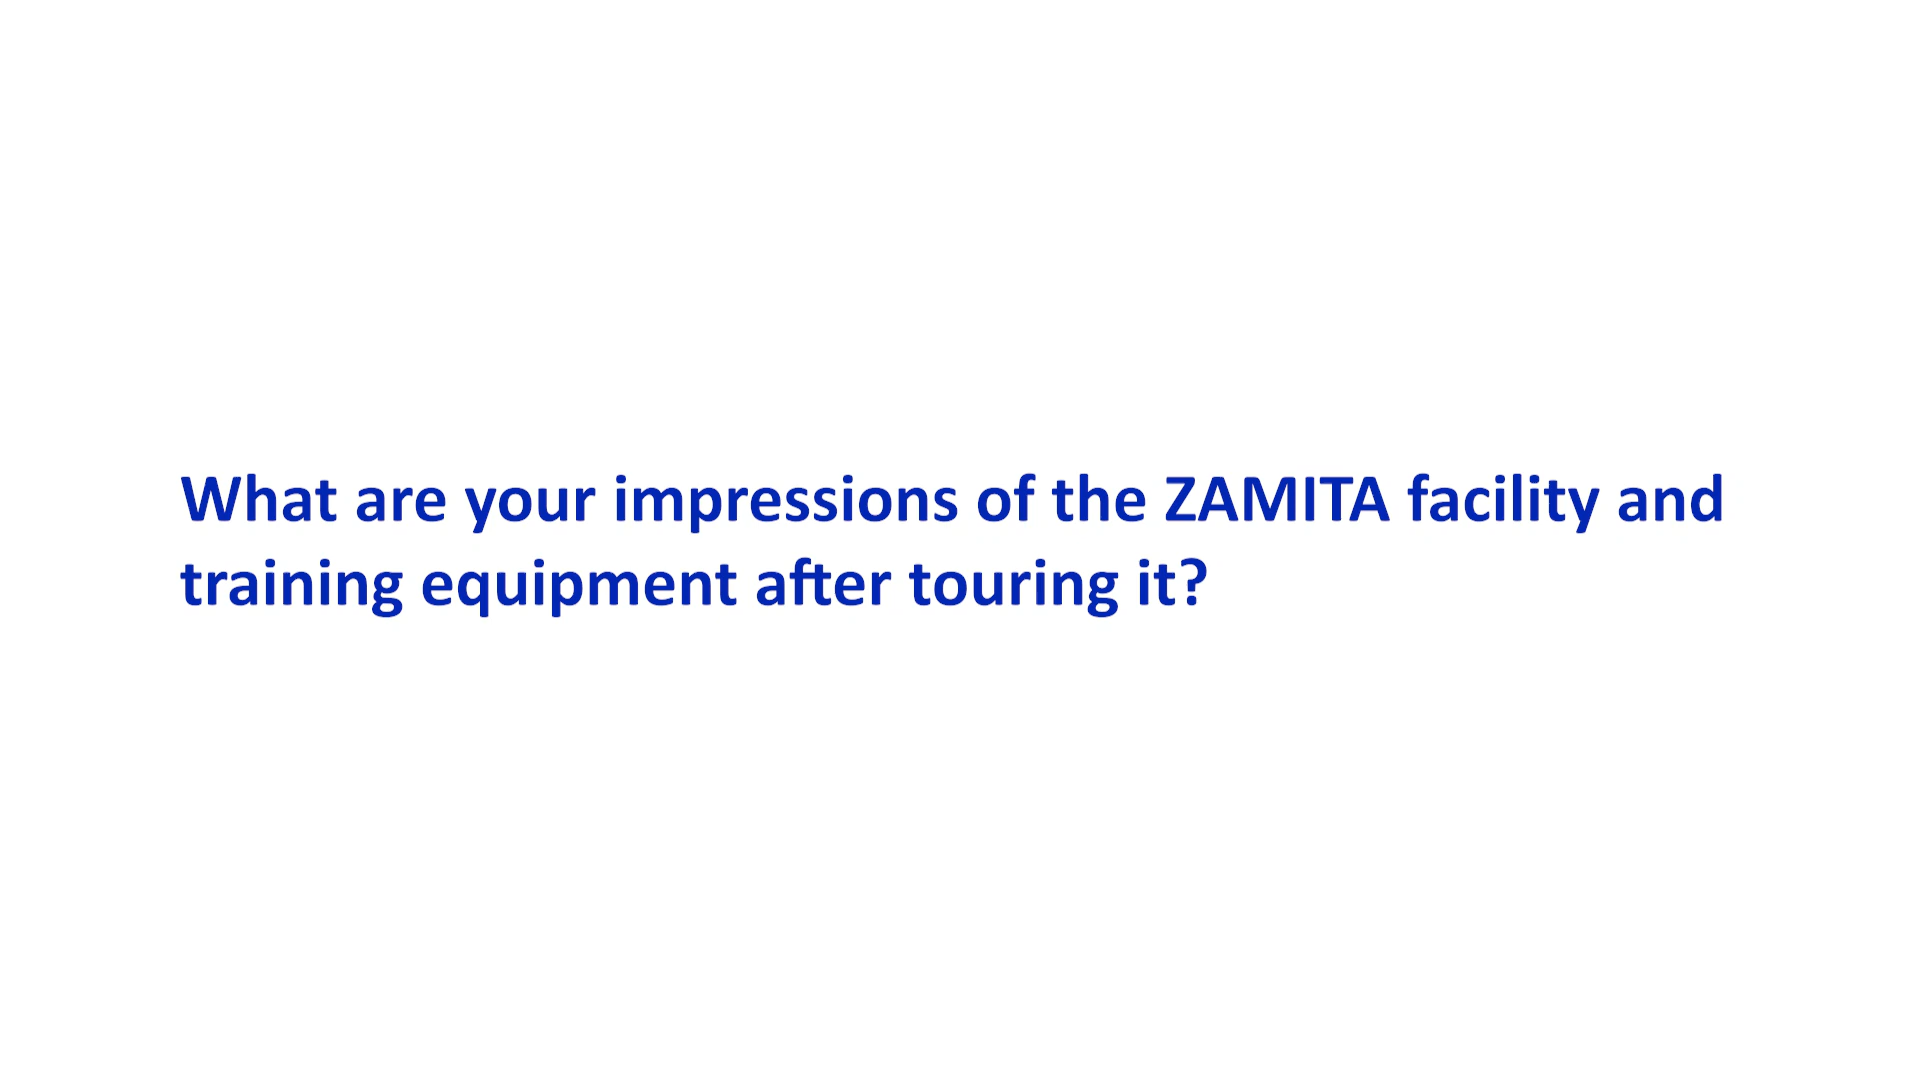 What are your impressions of the ZAMITA facility and
training equipment after touring it?